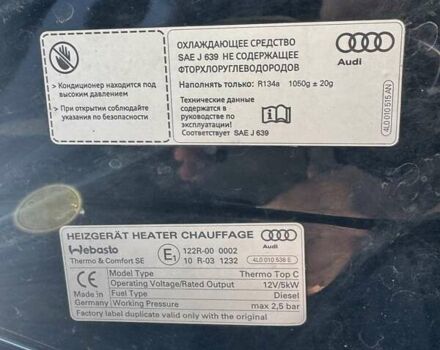 ОХЛАЖДАЮЩЕЕ СРЕДСТВО
SAE J 639 НЕ СОДЕРЖАЩЕЕ
ФТОРХЛОРУГЛЕВОДОРОДОВ
Audi
> Кондиционер находится под
высоким давлением
> При открытии соблюдайте
указания по безопасности
Наполнять только: R134a 1050g ± 20g
Технические данные
содержатся в
руководстве по
эксплуатации!
Соответствует SAE J 639
4L0 010 515 AN
HEIZGERÄT HEATER CHAUFFAGE
Webasto
Thermo & Comfort SE
E1
122R-00 0002
10 R-03 1232
Audi
4L0 010 538 E
CE
Made in
Germany
Model Type Thermo Top C
Operating Voltage/Rated Output 12V/5kW
Fuel Type Diesel
Working Pressure max 2,5 bar
Factory label duplicate valid only with the original